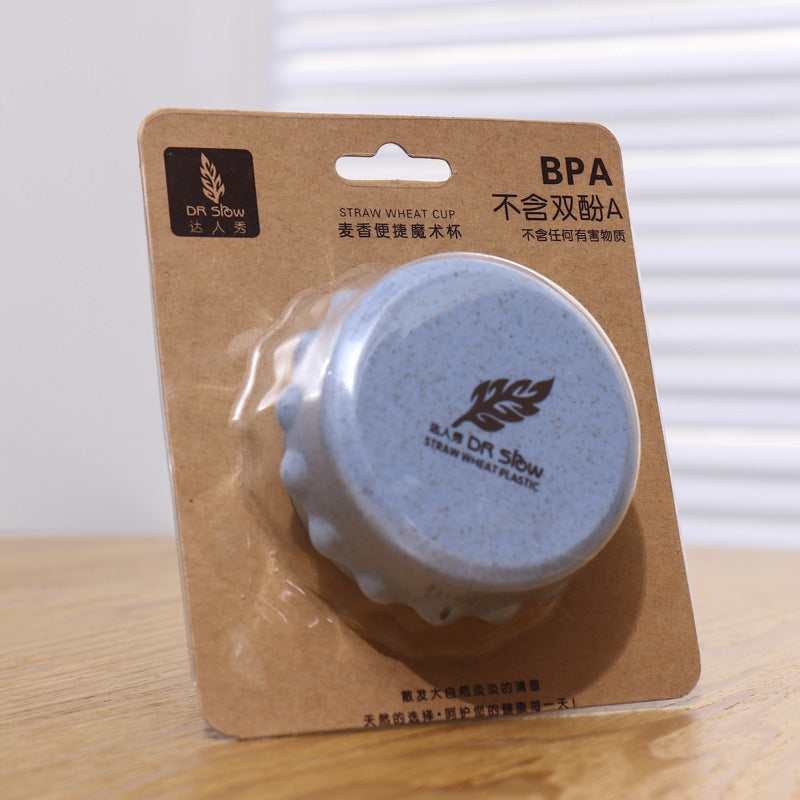 DR Show
达人秀
STRAW WHEAT CUP
麦香便捷魔术杯
BPA
不含双酚A
不含任何有害物质
达人秀 DR Show
STRAW WHEAT PLASTIC
散发大自然淡淡的清香
天然的选择·呵护您的健康每一天!